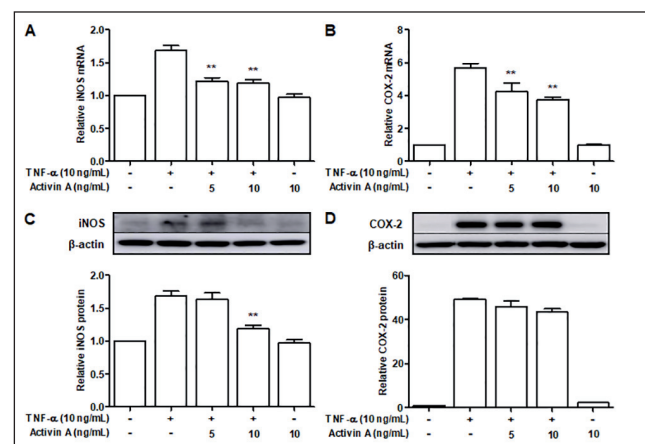 A
Relative iNOS mRNA
2.0
1.5
1.0
0.5
0.0
** **
TNF-α (10 ng/mL) - + + + -
Activin A (ng/mL) - - 5 10 10
B
Relative COX-2 mRNA
8
6
4
2
0
** **
TNF-α (10 ng/mL) - + + + -
Activin A (ng/mL) - - 5 10 10
C
iNOS
β-actin
Relative iNOS protein
2.0
1.5
1.0
0.5
0.0
**
TNF-α (10 ng/mL) - + + + -
Activin A (ng/mL) - - 5 10 10
D
COX-2
β-actin
Relative COX-2 protein
60
40
20
0
TNF-α (10 ng/mL) - + + + -
Activin A (ng/mL) - - 5 10 10